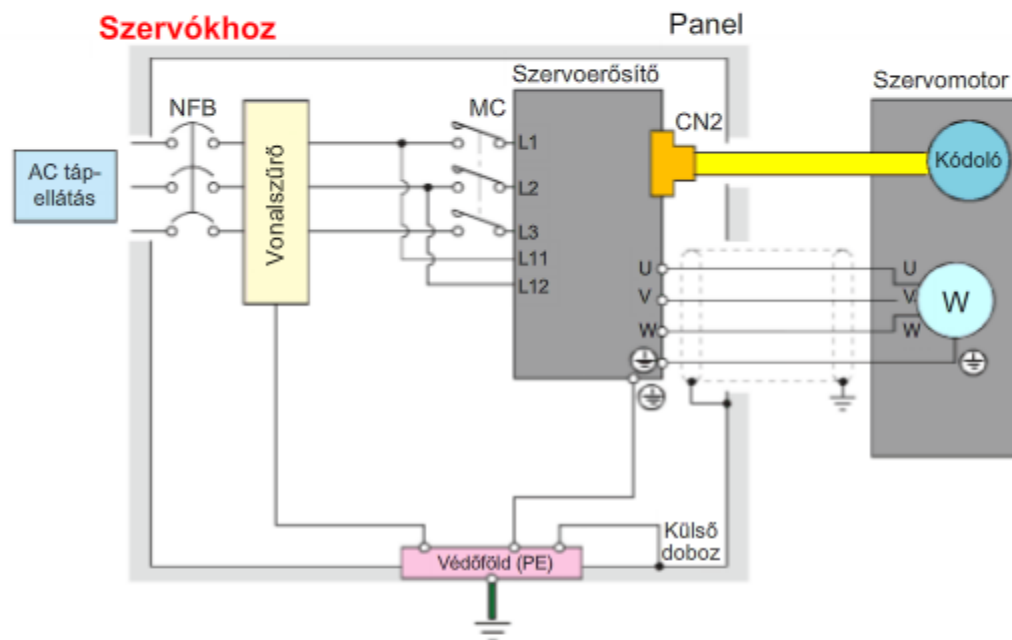 Szervókhoz
Panel
Szervoerősítő
Szervomotor
NFB
MC
CN2
AC táp-
ellátás
Vonalszűrő
L1
L2
L3
L11
L12
Kódoló
U
V
W
U
V
W
W
Külső
doboz
Védőföld (PE)